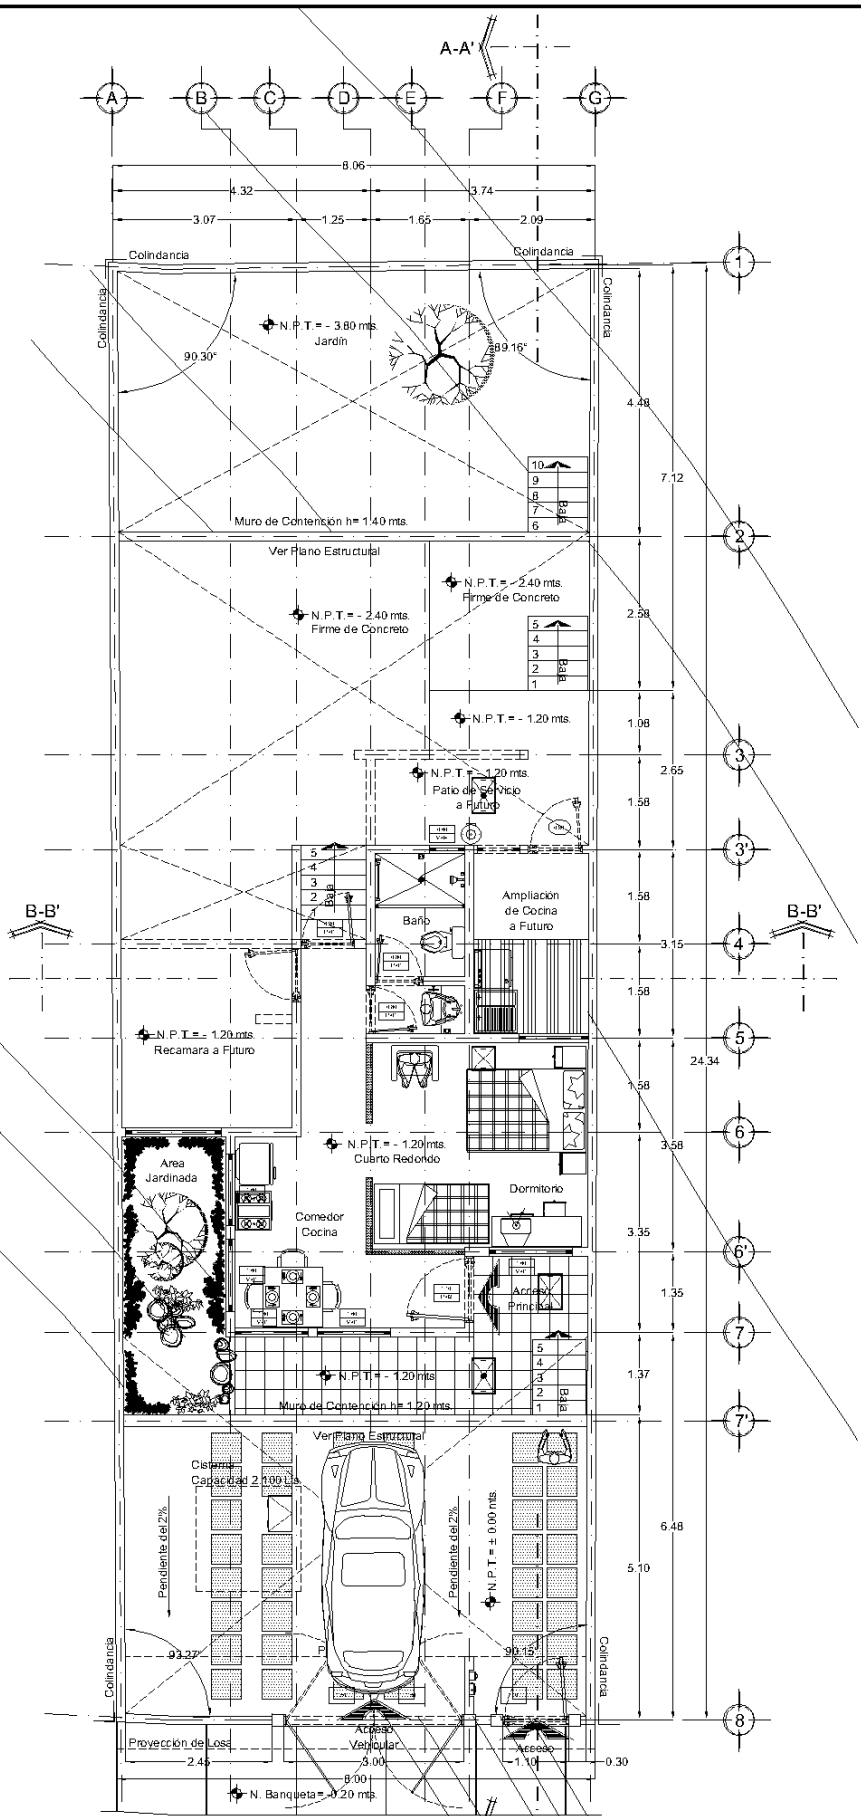 A-A'
A B C D E F G
8.06
4.32 3.74
3.07 1.25 1.65 2.09
Colindancia Colindancia
1
Colindancia Colindancia
N.P.T.= - 3.60 mts.
Jardín
90.30° 89.16°
4.48
7.12
10
9
8
7
6
Baja
Muro de Contención h= 1.40 mts.
2
Ver Plano Estructural
N.P.T.= - 2.40 mts.
Firme de Concreto
N.P.T.= - 2.40 mts.
Firme de Concreto
2.58
5
4
3
2
1
Baja
N.P.T.= - 1.20 mts.
1.08
3
2.65
N.P.T.= - 1.20 mts.
Patio de Servicio
a Futuro
1.58
3'
5
4
3
2
Baja
Ampliación
de Cocina
a Futuro
1.58
Baño
B-B' B-B'
4
3.15
1.58
N.P.T.= - 1.20 mts.
Recamara a Futuro
5
24.34
1.58
6
N.P.T.= - 1.20 mts.
Cuarto Redondo
3.58
Area
Jardinada
Dormitorio
Comedor
Cocina
3.35
6'
Acceso
Principal
1.35
7
5
4
3
2
1
Baja
N.P.T.= - 1.20 mts.
1.37
Muro de Contención h= 1.20 mts.
7'
Ver Plano Estructural
Cisterna
Capacidad 2,100 Lts.
Pendiente del 2% Pendiente del 2%
N.P.T.= ± 0.00 mts.
6.48
5.10
93.27° P 90.15°
Colindancia Colindancia
8
Proyección de Losa
Acceso
Vehicular
Acceso
2.45 3.00 1.10 0.30
8.00
N. Banqueta= -0.20 mts.